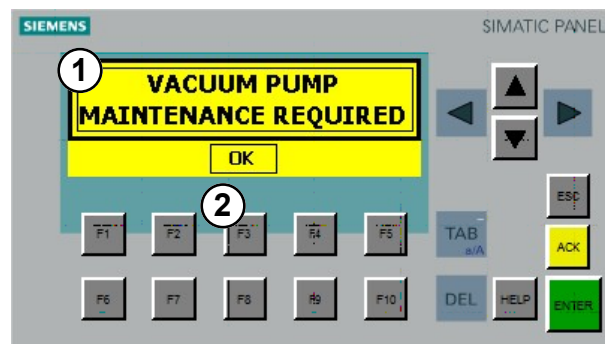 SIEMENS
SIMATIC PANEL
1
VACUUM PUMP
MAINTENANCE REQUIRED
OK
2
ESC
F1 F2 F3 F4 F5 TAB a/A ACK
F6 F7 F8 F9 F10 DEL HELP ENTER